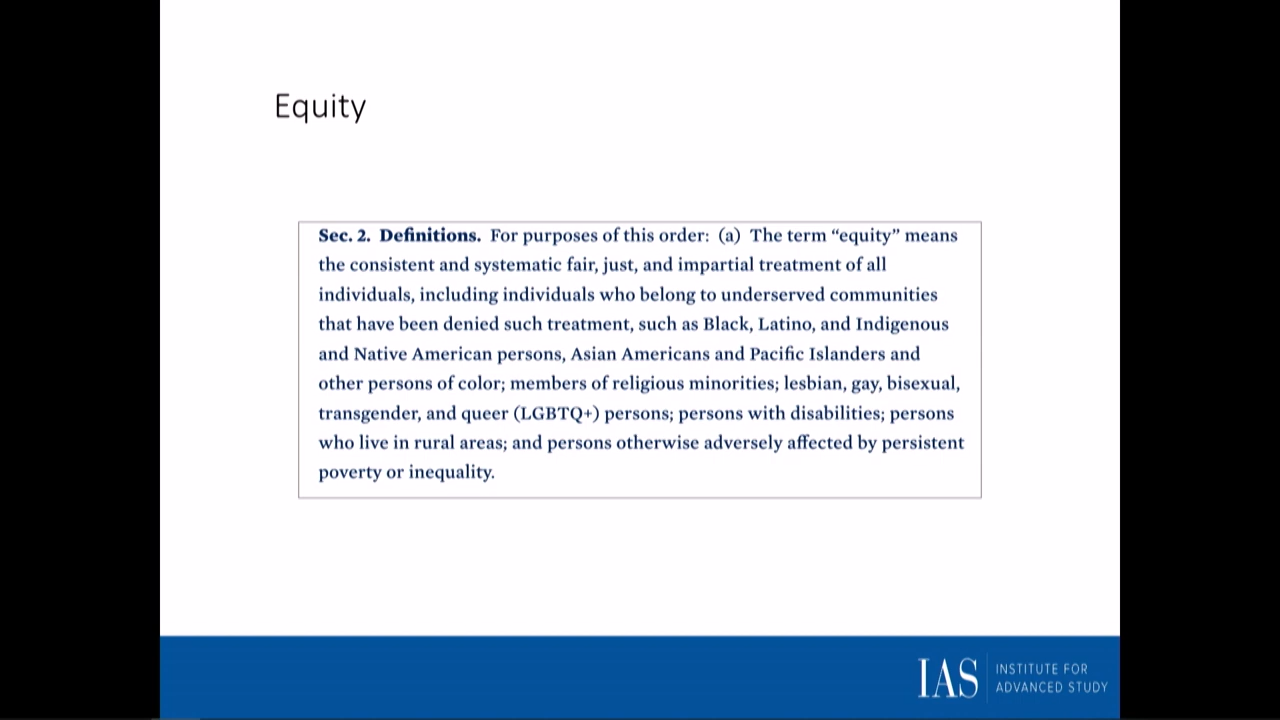 Equity
Sec. 2. Definitions. For purposes of this order: (a) The term “equity” means
the consistent and systematic fair, just, and impartial treatment of all
individuals, including individuals who belong to underserved communities
that have been denied such treatment, such as Black, Latino, and Indigenous
and Native American persons, Asian Americans and Pacific Islanders and
other persons of color; members of religious minorities; lesbian, gay, bisexual,
transgender, and queer (LGBTQ+) persons; persons with disabilities; persons
who live in rural areas; and persons otherwise adversely affected by persistent
poverty or inequality.
IAS
INSTITUTE FOR
ADVANCED STUDY